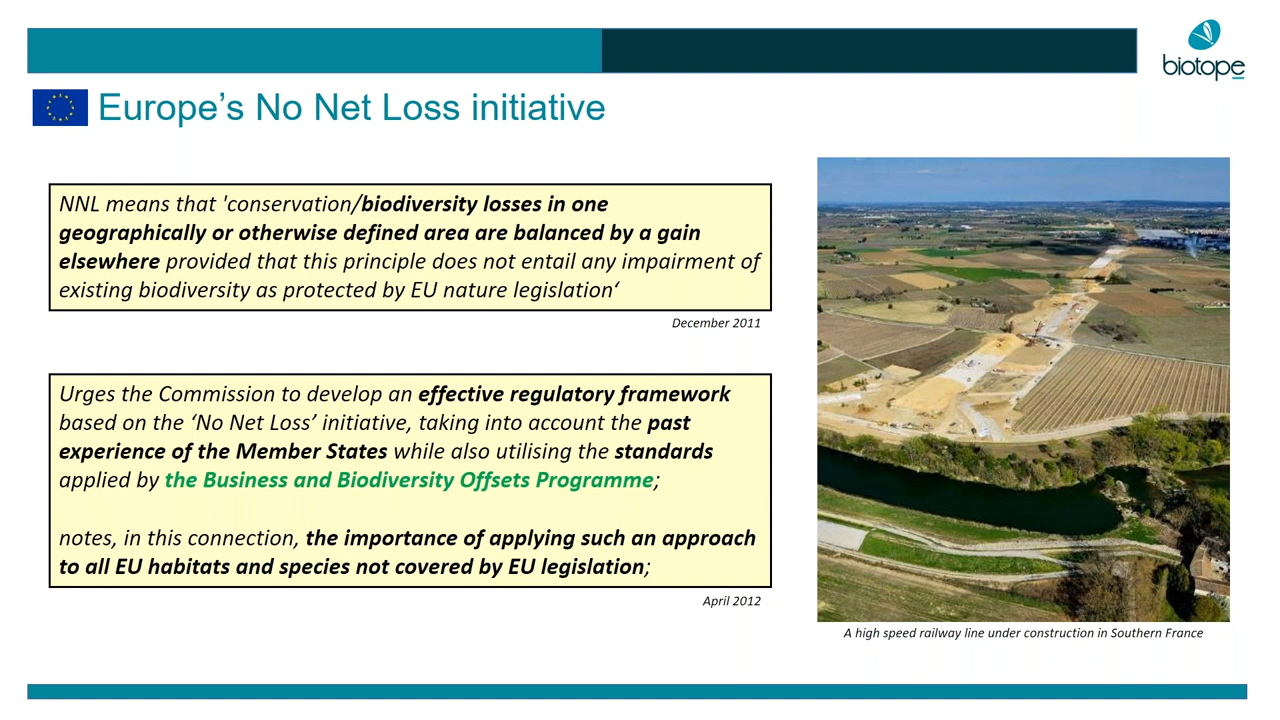 biotope
Europe’s No Net Loss initiative
NNL means that 'conservation/biodiversity losses in one
geographically or otherwise defined area are balanced by a gain
elsewhere provided that this principle does not entail any impairment of
existing biodiversity as protected by EU nature legislation‘
December 2011
Urges the Commission to develop an effective regulatory framework
based on the ‘No Net Loss’ initiative, taking into account the past
experience of the Member States while also utilising the standards
applied by the Business and Biodiversity Offsets Programme;
notes, in this connection, the importance of applying such an approach
to all EU habitats and species not covered by EU legislation;
April 2012
A high speed railway line under construction in Southern France